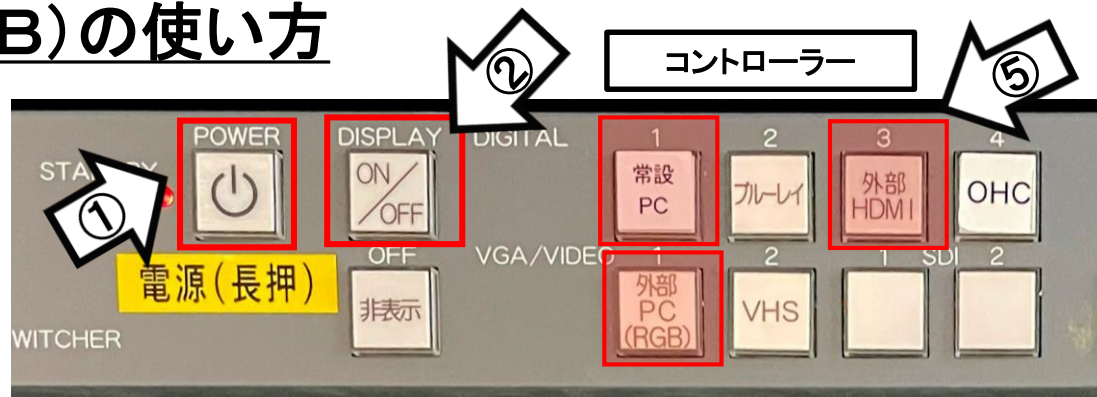 B)の使い方
②
コントローラー
⑤
POWER
DISPLAY
DIGITAL
1
2
3
4
①
ON/OFF
常設
PC
ブルーレイ
外部
HDMI
OHC
電源(長押)
OFF
VGA/VIDEO
1
2
1
SDI
2
非表示
外部
PC
(RGB)
VHS
WITCHER